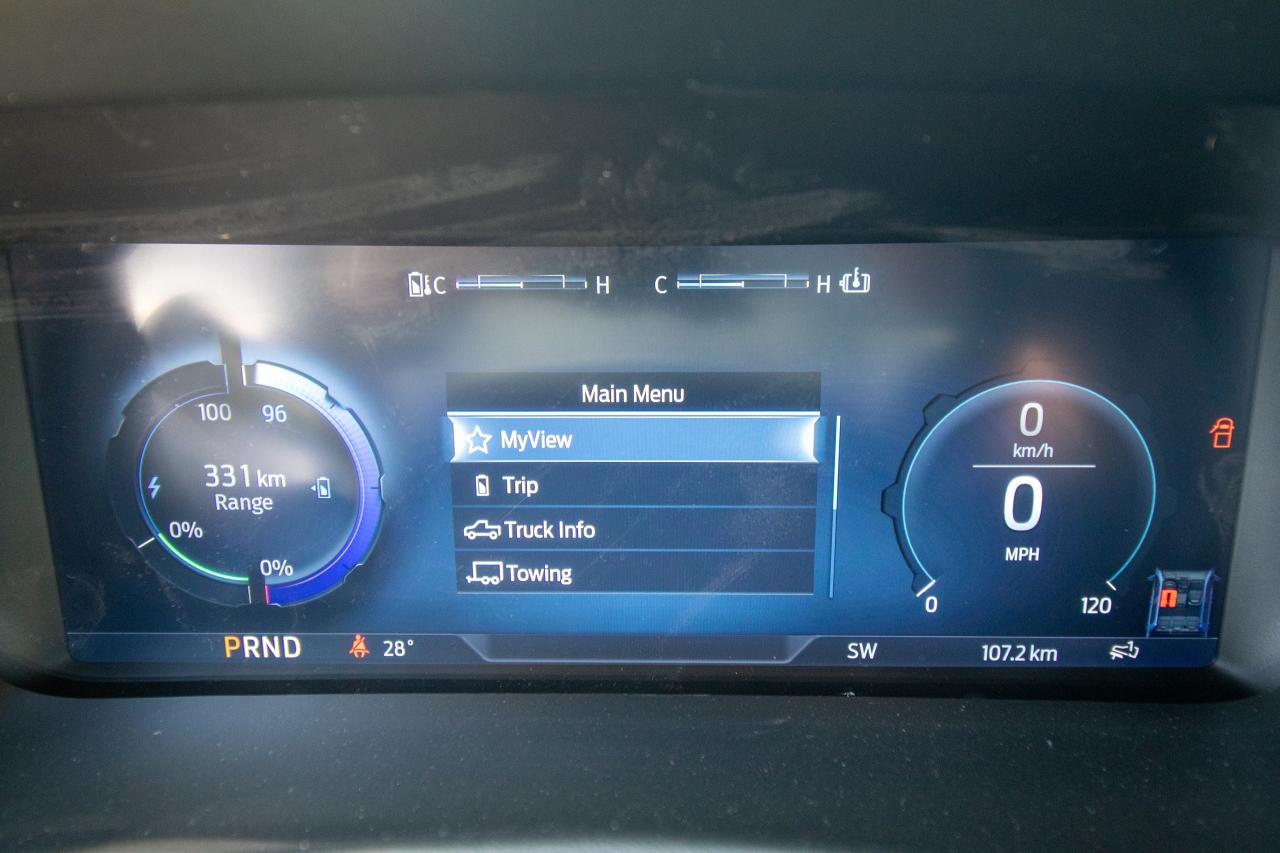 C H C H
100 96
331 km
Range
0%
0%
Main Menu
MyView
Trip
Truck Info
Towing
0
km/h
0
MPH
0 120
PRND 28° SW 107.2 km